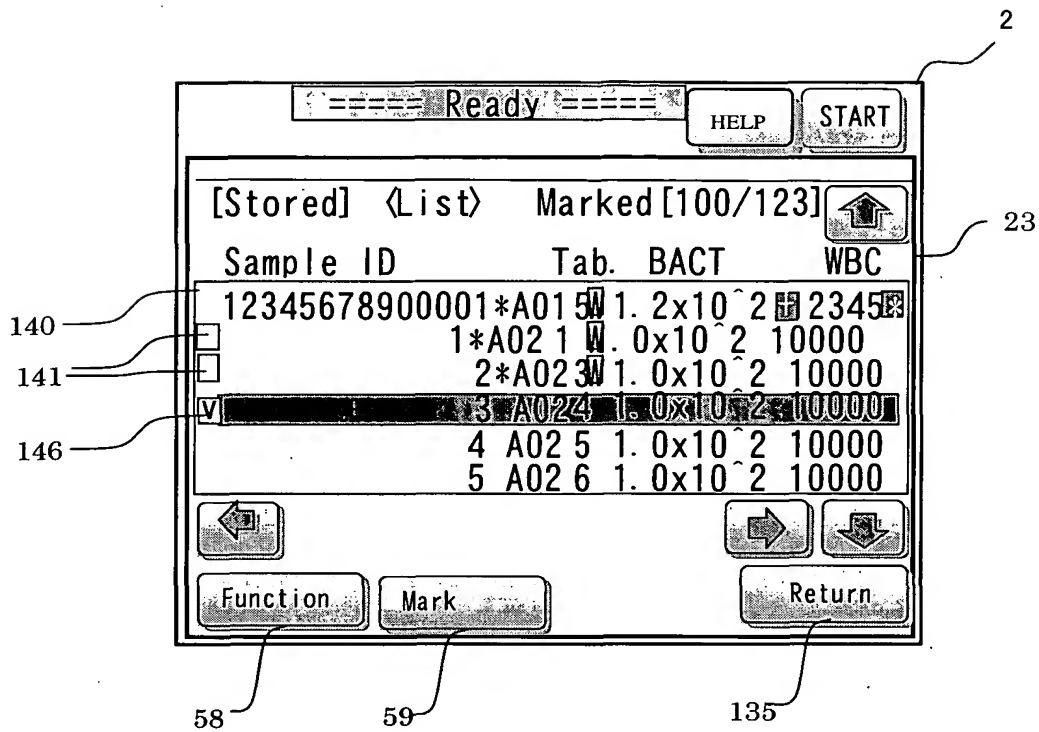 2
===== Ready =====
HELP
START
[Stored] 〈List〉 Marked[100/123]
23
Sample ID Tab. BACT WBC
140
12345678900001*A01 5W 1. 2x10^2 † 2345*
1*A02 1 W. 0x10^2 10000
141
2*A02 3W 1. 0x10^2 10000
V 3 A02 4 1. 0x10^2 10000
146
4 A02 5 1. 0x10^2 10000
5 A02 6 1. 0x10^2 10000
Function
Mark
Return
58
59
135